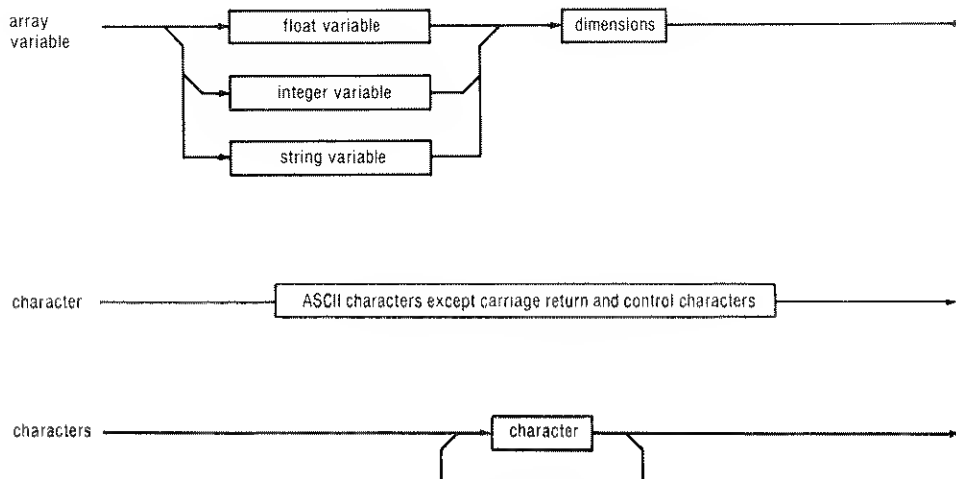 array
variable
float variable
dimensions
integer variable
string variable
character
ASCII characters except carriage return and control characters
characters
character